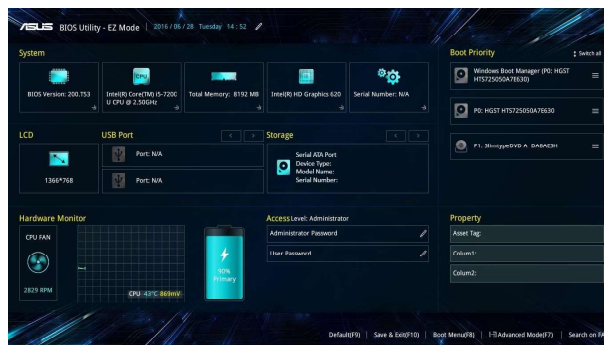 ASUS BIOS Utility - EZ Mode 2016 / 06 / 28 Tuesday 14 : 52
System
BIOS Version: 200.T53
Intel(R) Core(TM) i5-7200
U CPU @ 2.50GHz
CPU
Total Memory: 8192 MB
Intel(R) HD Graphics 620
Serial Number: N/A
Boot Priority
Switch all
Windows Boot Manager (P0: HGST
HTS725050A7E630)
P0: HGST HTS725050A7E630
LCD
1366*768
USB Port
< >
Port: N/A
Port: N/A
Storage
< >
Serial ATA Port
Device Type:
Model Name:
Serial Number:
Hardware Monitor
CPU FAN
2829 RPM
CPU 43°C 869mV
90%
Primary
Access Level: Administrator
Administrator Password
User Password
Property
Asset Tag:
Colum1:
Colum2:
Default(F9) | Save & Exit(F10) | Boot Menu(F8) | Advanced Mode(F7) | Search on